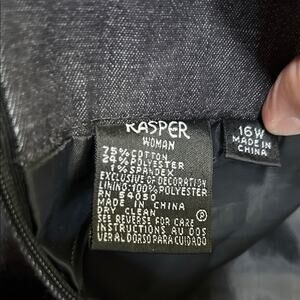 KASPER
WOMAN
75% COTTON
24% POLYESTER
1% SPANDEX
EXCLUSIVE OF DECORATION
LINING:100% POLYESTER
RN 54050
MADE IN CHINA
DRY CLEAN
SEE REVERSE FOR CARE
INSTRUCTIONS AU DOS
VER AL DORSO PARA CUIDADO
16W
MADE IN
CHINA